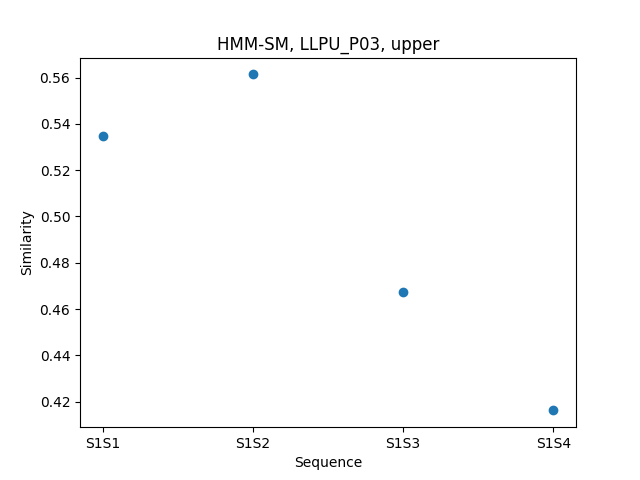 HMM-SM, LLPU_P03, upper
0.56
0.54
0.52
0.50
0.48
0.46
0.44
0.42
Similarity
S1S1 S1S2 S1S3 S1S4
Sequence